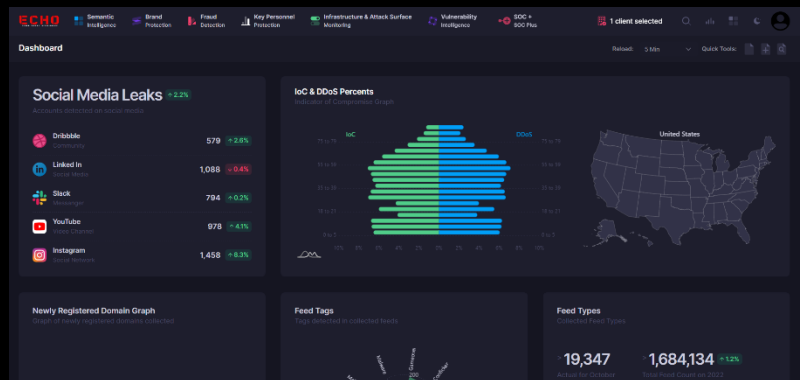 ECHO
Semantic
Intelligence
Brand
Protection
Fraud
Detection
Key Personnel
Protection
Infrastructure & Attack Surface
Monitoring
Vulnerability
Intelligence
SOC +
SOC Plus
1 client selected
Dashboard
Reload: 5 Min
Quick Tools:
Social Media Leaks 2.2%
Accounts detected on social media
Dribbble 579 2.6%
Community
Linked In 1,088 0.4%
Social Media
Slack 794 0.2%
Messenger
YouTube 978 4.1%
Video Channel
Instagram 1,458 6.3%
Social Network
IoC & DDoS Percents
Indicator of Compromise Graph
IoC
DDoS
United States
Newly Registered Domain Graph
Graph of newly registered domains collected
Feed Tags
Tags detected in collected feeds
Malware
Conficker
Feed Types
Collected Feed Types
19,347
Actual for October
1,684,134 1.2%
Total Feed Count on 2022